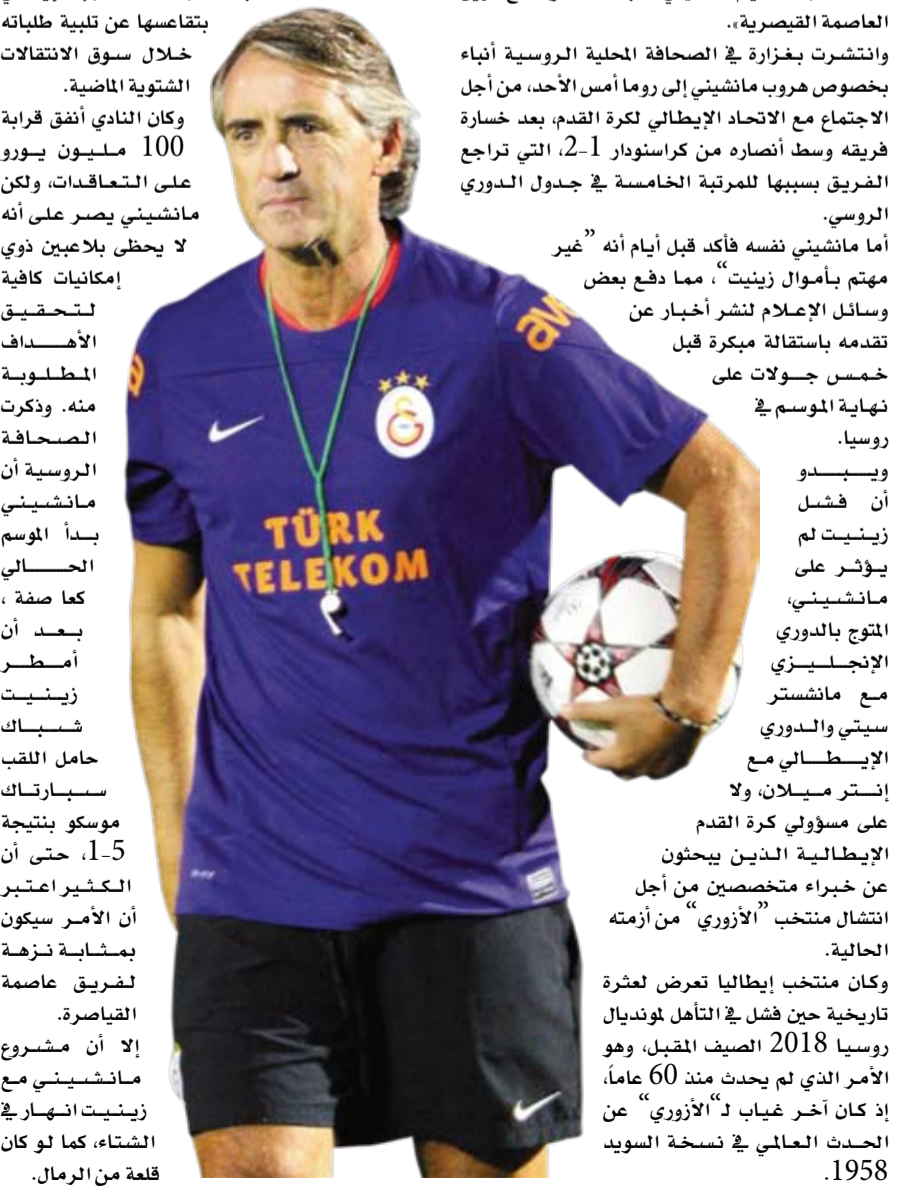 العاصمة القيصرية».
وانتشرت بغزارة في الصحافة المحلية الروسية أنباء
بخصوص هروب مانشيني إلى روما أمس الأحد، من أجل
الاجتماع مع الاتحاد الإيطالي لكرة القدم، بعد خسارة
فريقه وسط أنصاره من كراسنودار 1-2، التي تراجع
الفريق بسببها للمرتبة الخامسة في جدول الدوري
الروسي.
أما مانشيني نفسه فأكد قبل أيام أنه ”غير
مهتم بأموال زينيت“، مما دفع بعض
وسائل الإعلام لنشر أخبار عن
تقدمه باستقالة مبكرة قبل
خمس جولات على
نهاية الموسم في
روسيا.
ويبدو
أن فشل
زينيت لم
يؤثر على
مانشيني،
المتوج بالدوري
الإنجليزي
مع مانشستر
سيتي والدوري
الإيطالي مع
إنتر ميلان، ولا
على مسؤولي كرة القدم
الإيطالية الذين يبحثون
عن خبراء متخصصين من أجل
انتشال منتخب ”الأزوري“ من أزمته
الحالية.
وكان منتخب إيطاليا تعرض لعثرة
تاريخية حين فشل في التأهل لمونديال
روسيا 2018 الصيف المقبل، وهو
الأمر الذي لم يحدث منذ 60 عاماً،
إذ كان آخر غياب لـ“الأزوري“ عن
الحدث العالمي في نسخة السويد
1958.
بتقاعسها عن تلبية طلباته
خلال سوق الانتقالات
الشتوية الماضية.
وكان النادي أنفق قرابة
100 مليون يورو
على التعاقدات، ولكن
مانشيني يصر على أنه
لا يحظى بلاعبين ذوي
إمكانيات كافية
لتحقيق
الأهداف
المطلوبة
منه. وذكرت
الصحافة
الروسية أن
مانشيني
بدأ الموسم
الحالي
كعا صفة ،
بعد أن
أمطر
زينيت
شباك
حامل اللقب
سبارتاك
موسكو بنتيجة
5-1، حتى أن
الكثير اعتبر
أن الأمر سيكون
بمثابة نزهة
لفريق عاصمة
القياصرة.
إلا أن مشروع
مانشيني مع
زينيت انهار في
الشتاء، كما لو كان
قلعة من الرمال.
TÜRK
TELEKOM